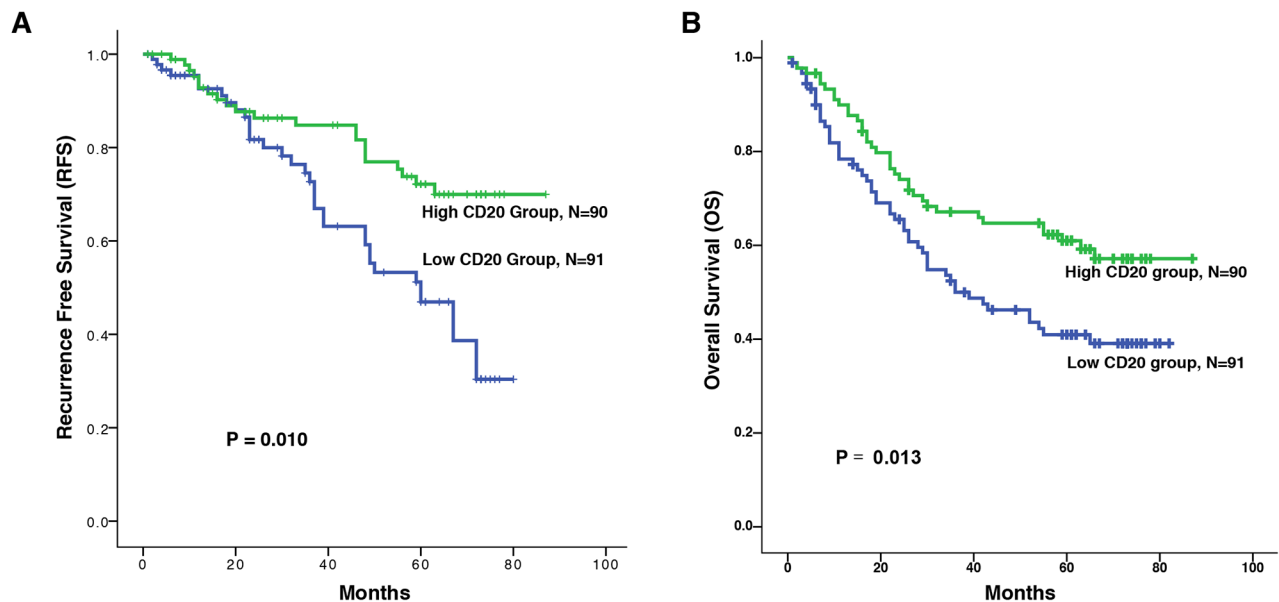 A
Recurrence Free Survival (RFS)
1.0
0.8
0.6
0.4
0.2
0.0
High CD20 Group, N=90
Low CD20 Group, N=91
P = 0.010
0 20 40 60 80 100
Months
B
Overall Survival (OS)
1.0
0.8
0.6
0.4
0.2
0.0
High CD20 group, N=90
Low CD20 group, N=91
P = 0.013
0 20 40 60 80 100
Months